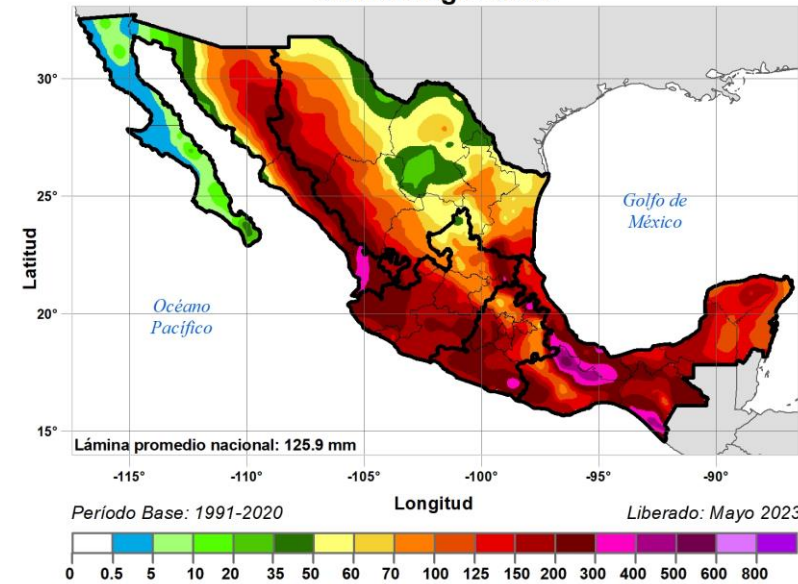 30°
25°
20°
15°
Latitud
Golfo de
México
Océano
Pacífico
Lámina promedio nacional: 125.9 mm
-115° -110° -105° -100° -95° -90°
Longitud
Período Base: 1991-2020 Liberado: Mayo 2023
0 0.5 5 10 20 35 50 60 70 100 125 150 200 300 400 500 600 800